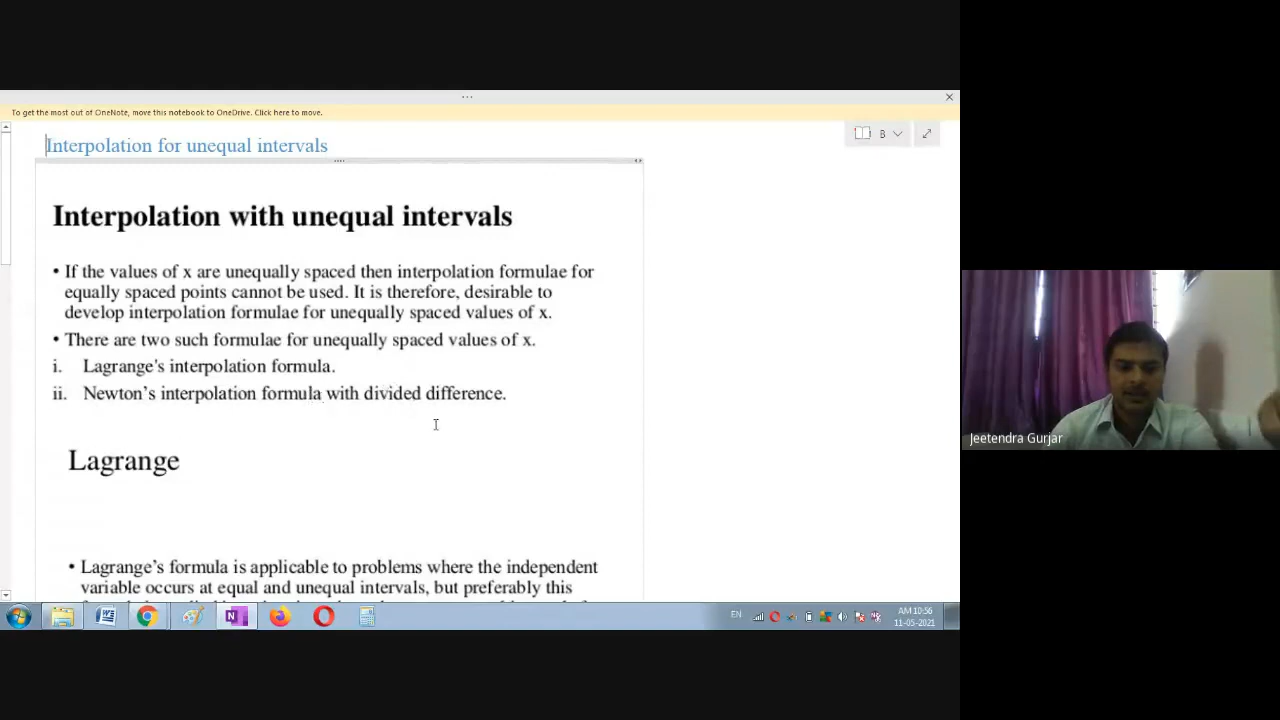 To get the most out of OneNote, move this notebook to OneDrive. Click here to move.
B
Interpolation for unequal intervals
Interpolation with unequal intervals
• If the values of x are unequally spaced then interpolation formulae for
equally spaced points cannot be used. It is therefore, desirable to
develop interpolation formulae for unequally spaced values of x.
• There are two such formulae for unequally spaced values of x.
i. Lagrange's interpolation formula.
ii. Newton's interpolation formula with divided difference.
Lagrange
• Lagrange's formula is applicable to problems where the independent
variable occurs at equal and unequal intervals, but preferably this
Jeetendra Gurjar
EN
AM 10:56
11-05-2021